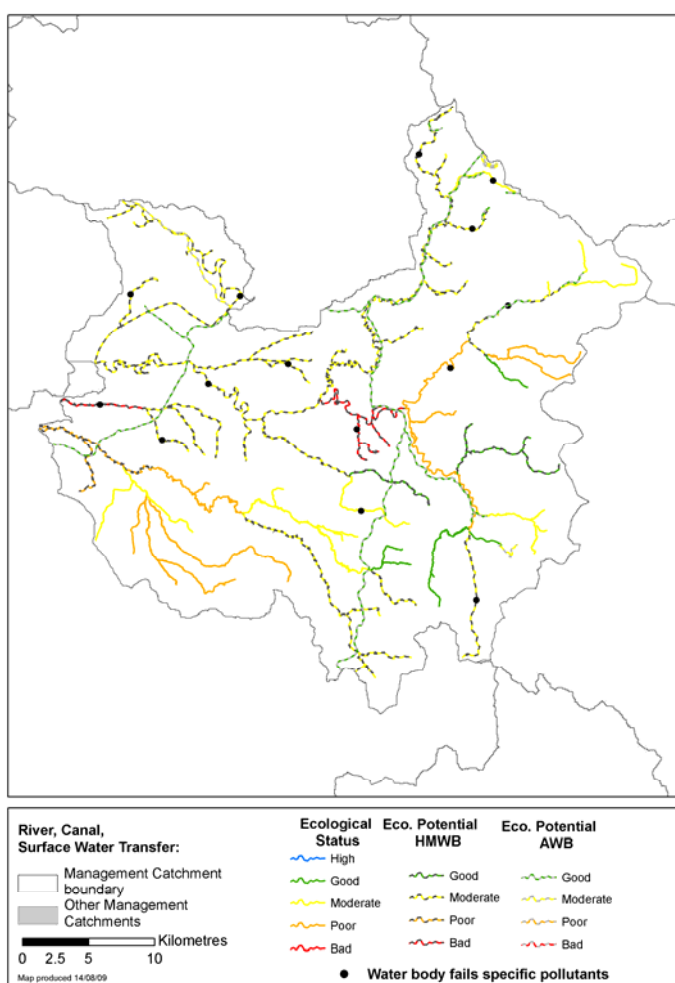 River, Canal,
Surface Water Transfer:
Management Catchment
boundary
Other Management
Catchments
0 2.5 5 10 Kilometres
Map produced 14/08/09
Ecological
Status
High
Good
Moderate
Poor
Bad
Eco. Potential
HMWB
Good
Moderate
Poor
Bad
Eco. Potential
AWB
Good
Moderate
Poor
Bad
Water body fails specific pollutants